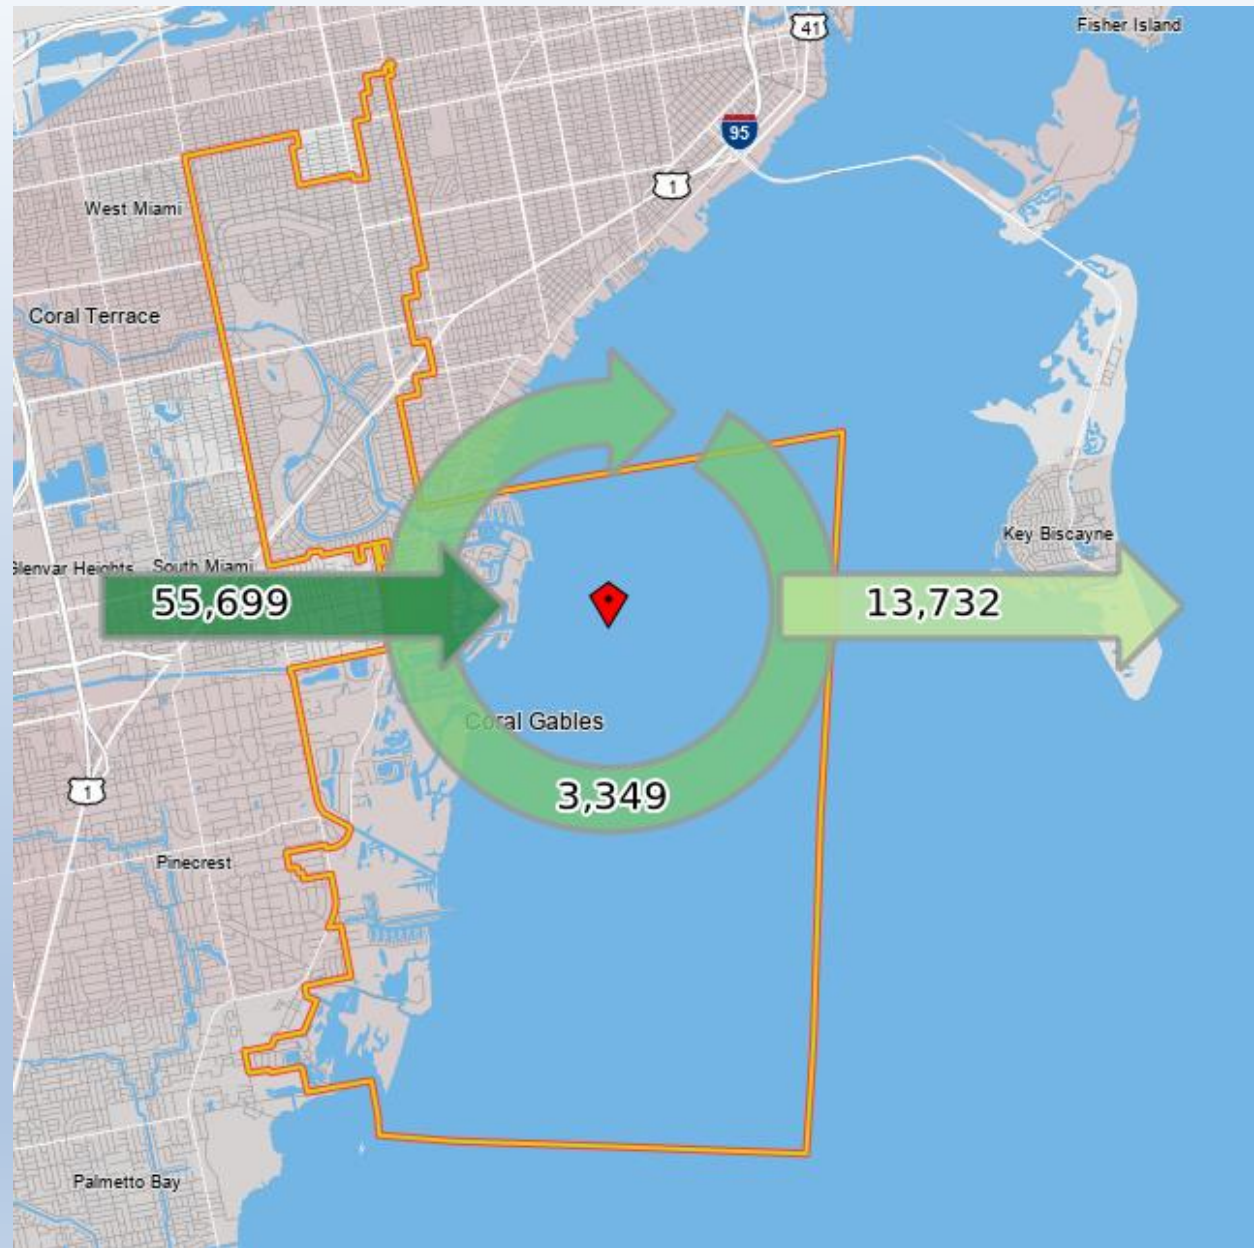 41
Fisher Island
95
1
West Miami
Coral Terrace
Key Biscayne
Glenvar Heights
South Miami
55,699
13,732
Coral Gables
1
3,349
Pinecrest
Palmetto Bay